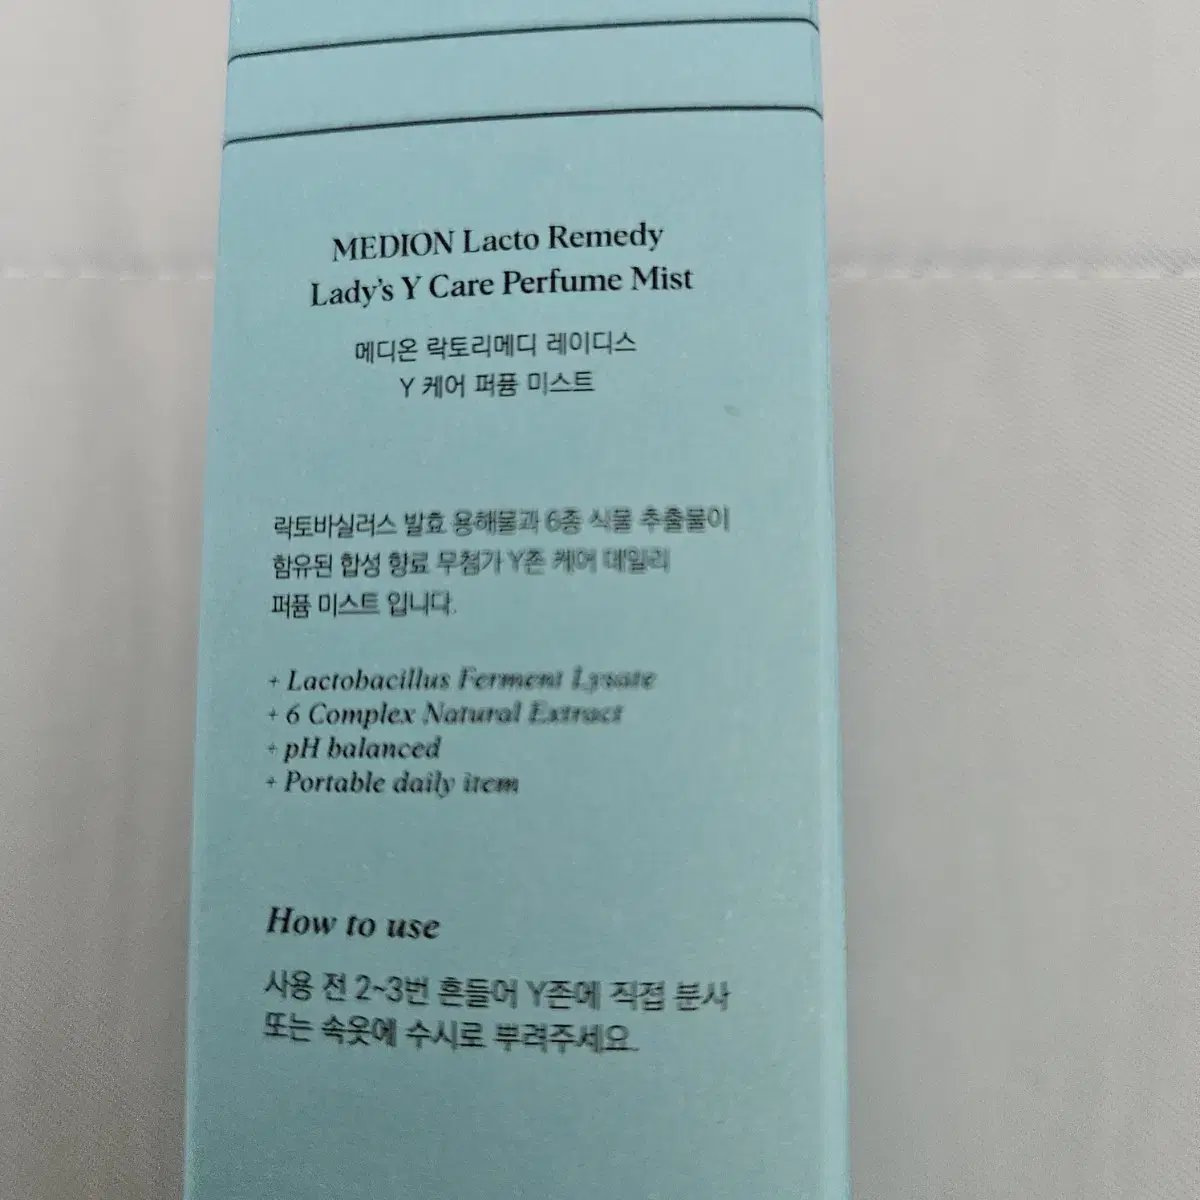 MEDION Lacto Remedy
Lady's Y Care Perfume Mist
메디온 락토리메디 레이디스
Y 케어 퍼퓸 미스트
락토바실러스 발효 용해물과 6종 식물 추출물이
함유된 합성 향료 무첨가 Y존 케어 데일리
퍼퓸 미스트 입니다.
+ Lactobacillus Ferment Lysate
+ 6 Complex Natural Extract
+ pH balanced
+ Portable daily item
How to use
사용 전 2~3번 흔들어 Y존에 직접 분사
또는 속옷에 수시로 뿌려주세요.